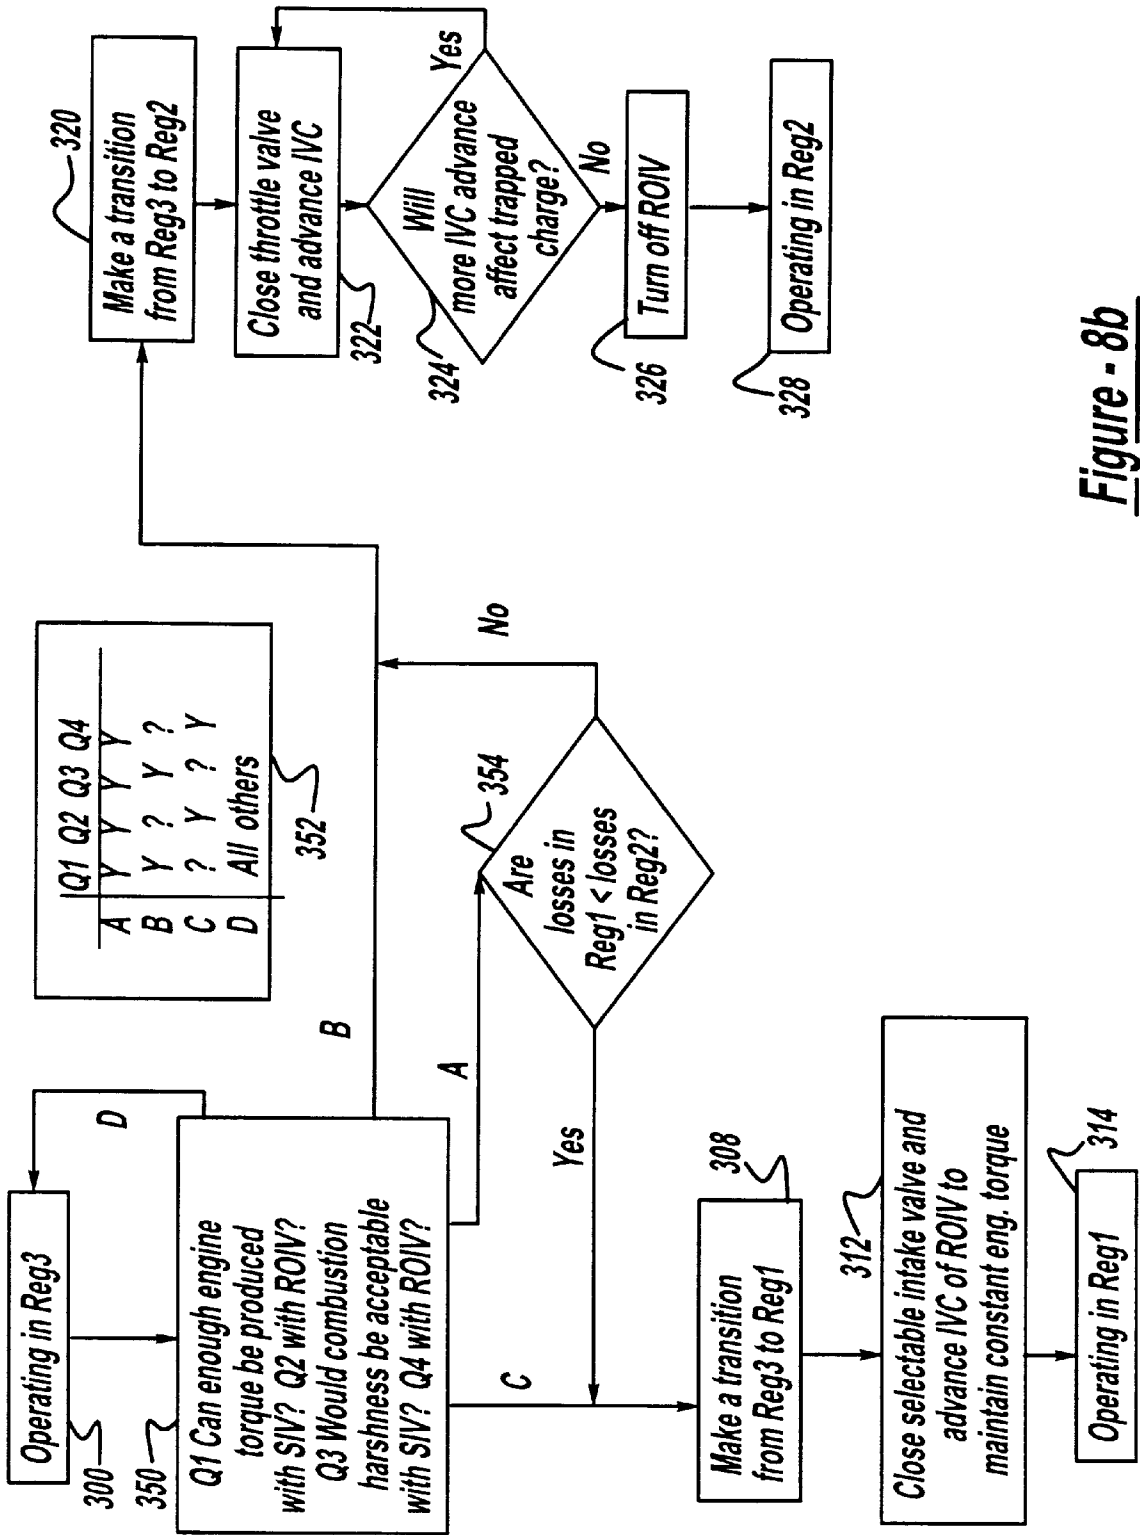 Operating in Reg3
300
D
350
Q1 Can enough engine
torque be produced
with SIV? Q2 with ROIV?
Q3 Would combustion
harshness be acceptable
with SIV? Q4 with ROIV?
Q1 Q2 Q3 Q4
A Y Y Y Y
B Y ? Y ?
C ? Y ? Y
D All others
352
B
A
C
Are
losses in
Reg1 < losses
in Reg2?
354
No
Yes
Make a transition
from Reg3 to Reg1
308
312
Close selectable intake valve and
advance IVC of ROIV to
maintain constant eng. torque
Operating in Reg1
314
320
Make a transition
from Reg3 to Reg2
Close throttle valve
and advance IVC
322
Yes
Will
more IVC advance
affect trapped
charge?
324
No
Turn off ROIV
326
Operating in Reg2
328
Figure - 8b